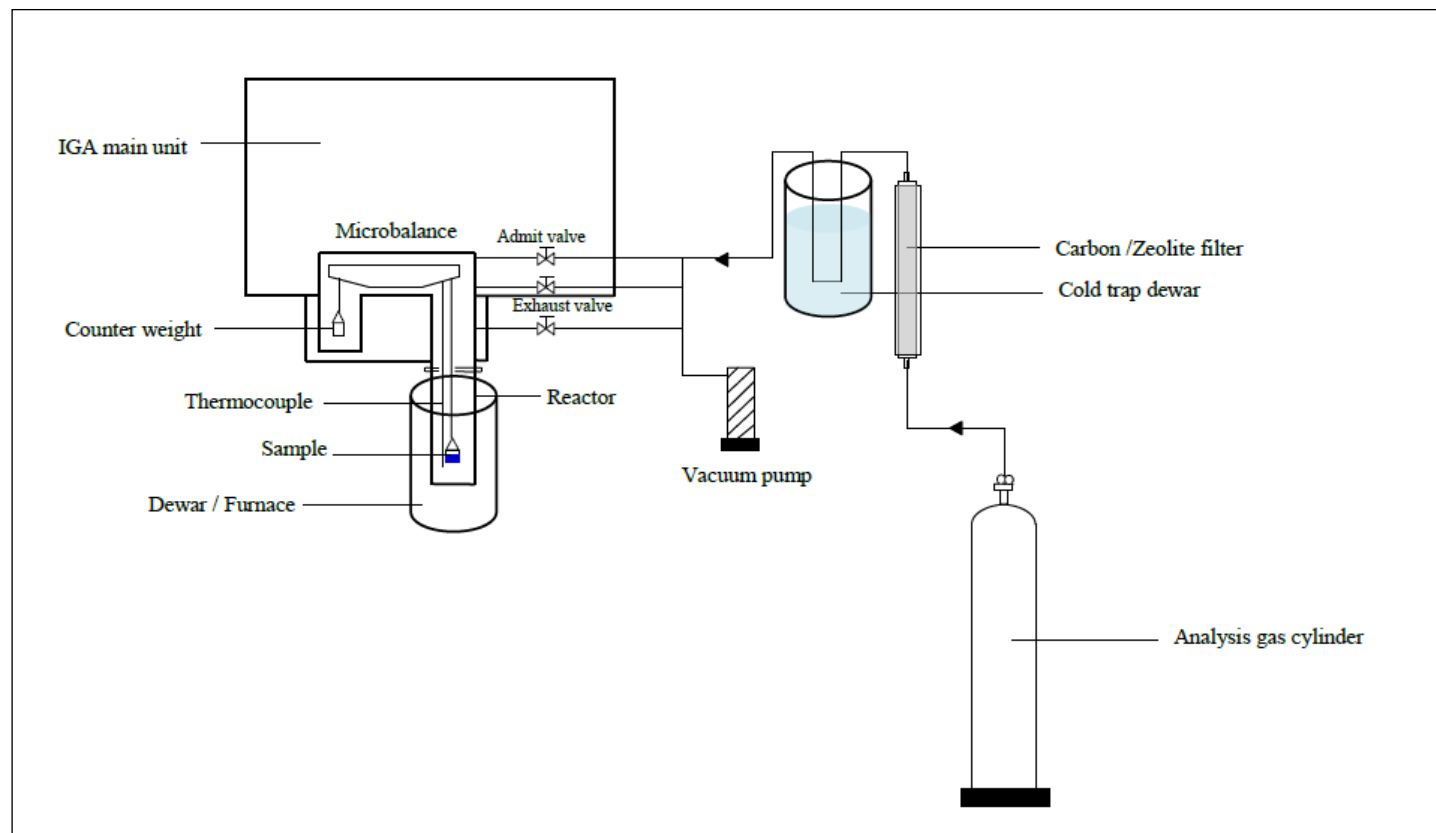 IGA main unit
Microbalance
Admit valve
Carbon /Zeolite filter
Cold trap dewar
Exhaust valve
Counter weight
Thermocouple
Reactor
Sample
Vacuum pump
Dewar / Furnace
Analysis gas cylinder